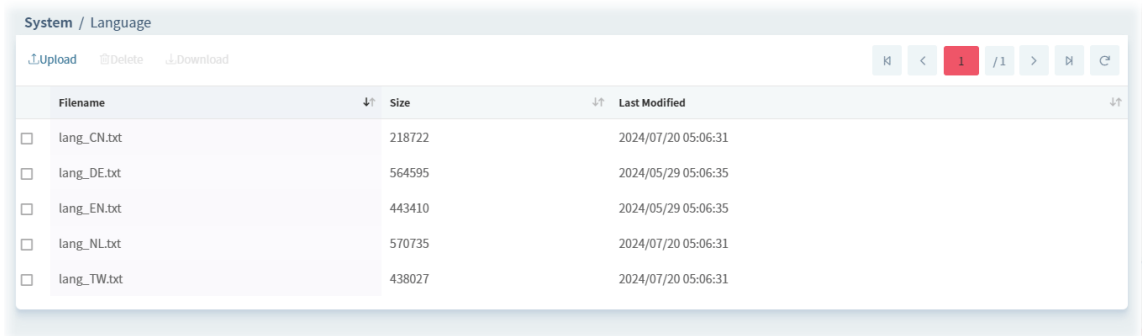 System / Language
Upload Delete Download 1 / 1
Filename Size Last Modified
lang_CN.txt 218722 2024/07/20 05:06:31
lang_DE.txt 564595 2024/05/29 05:06:35
lang_EN.txt 443410 2024/05/29 05:06:35
lang_NL.txt 570735 2024/07/20 05:06:31
lang_TW.txt 438027 2024/07/20 05:06:31